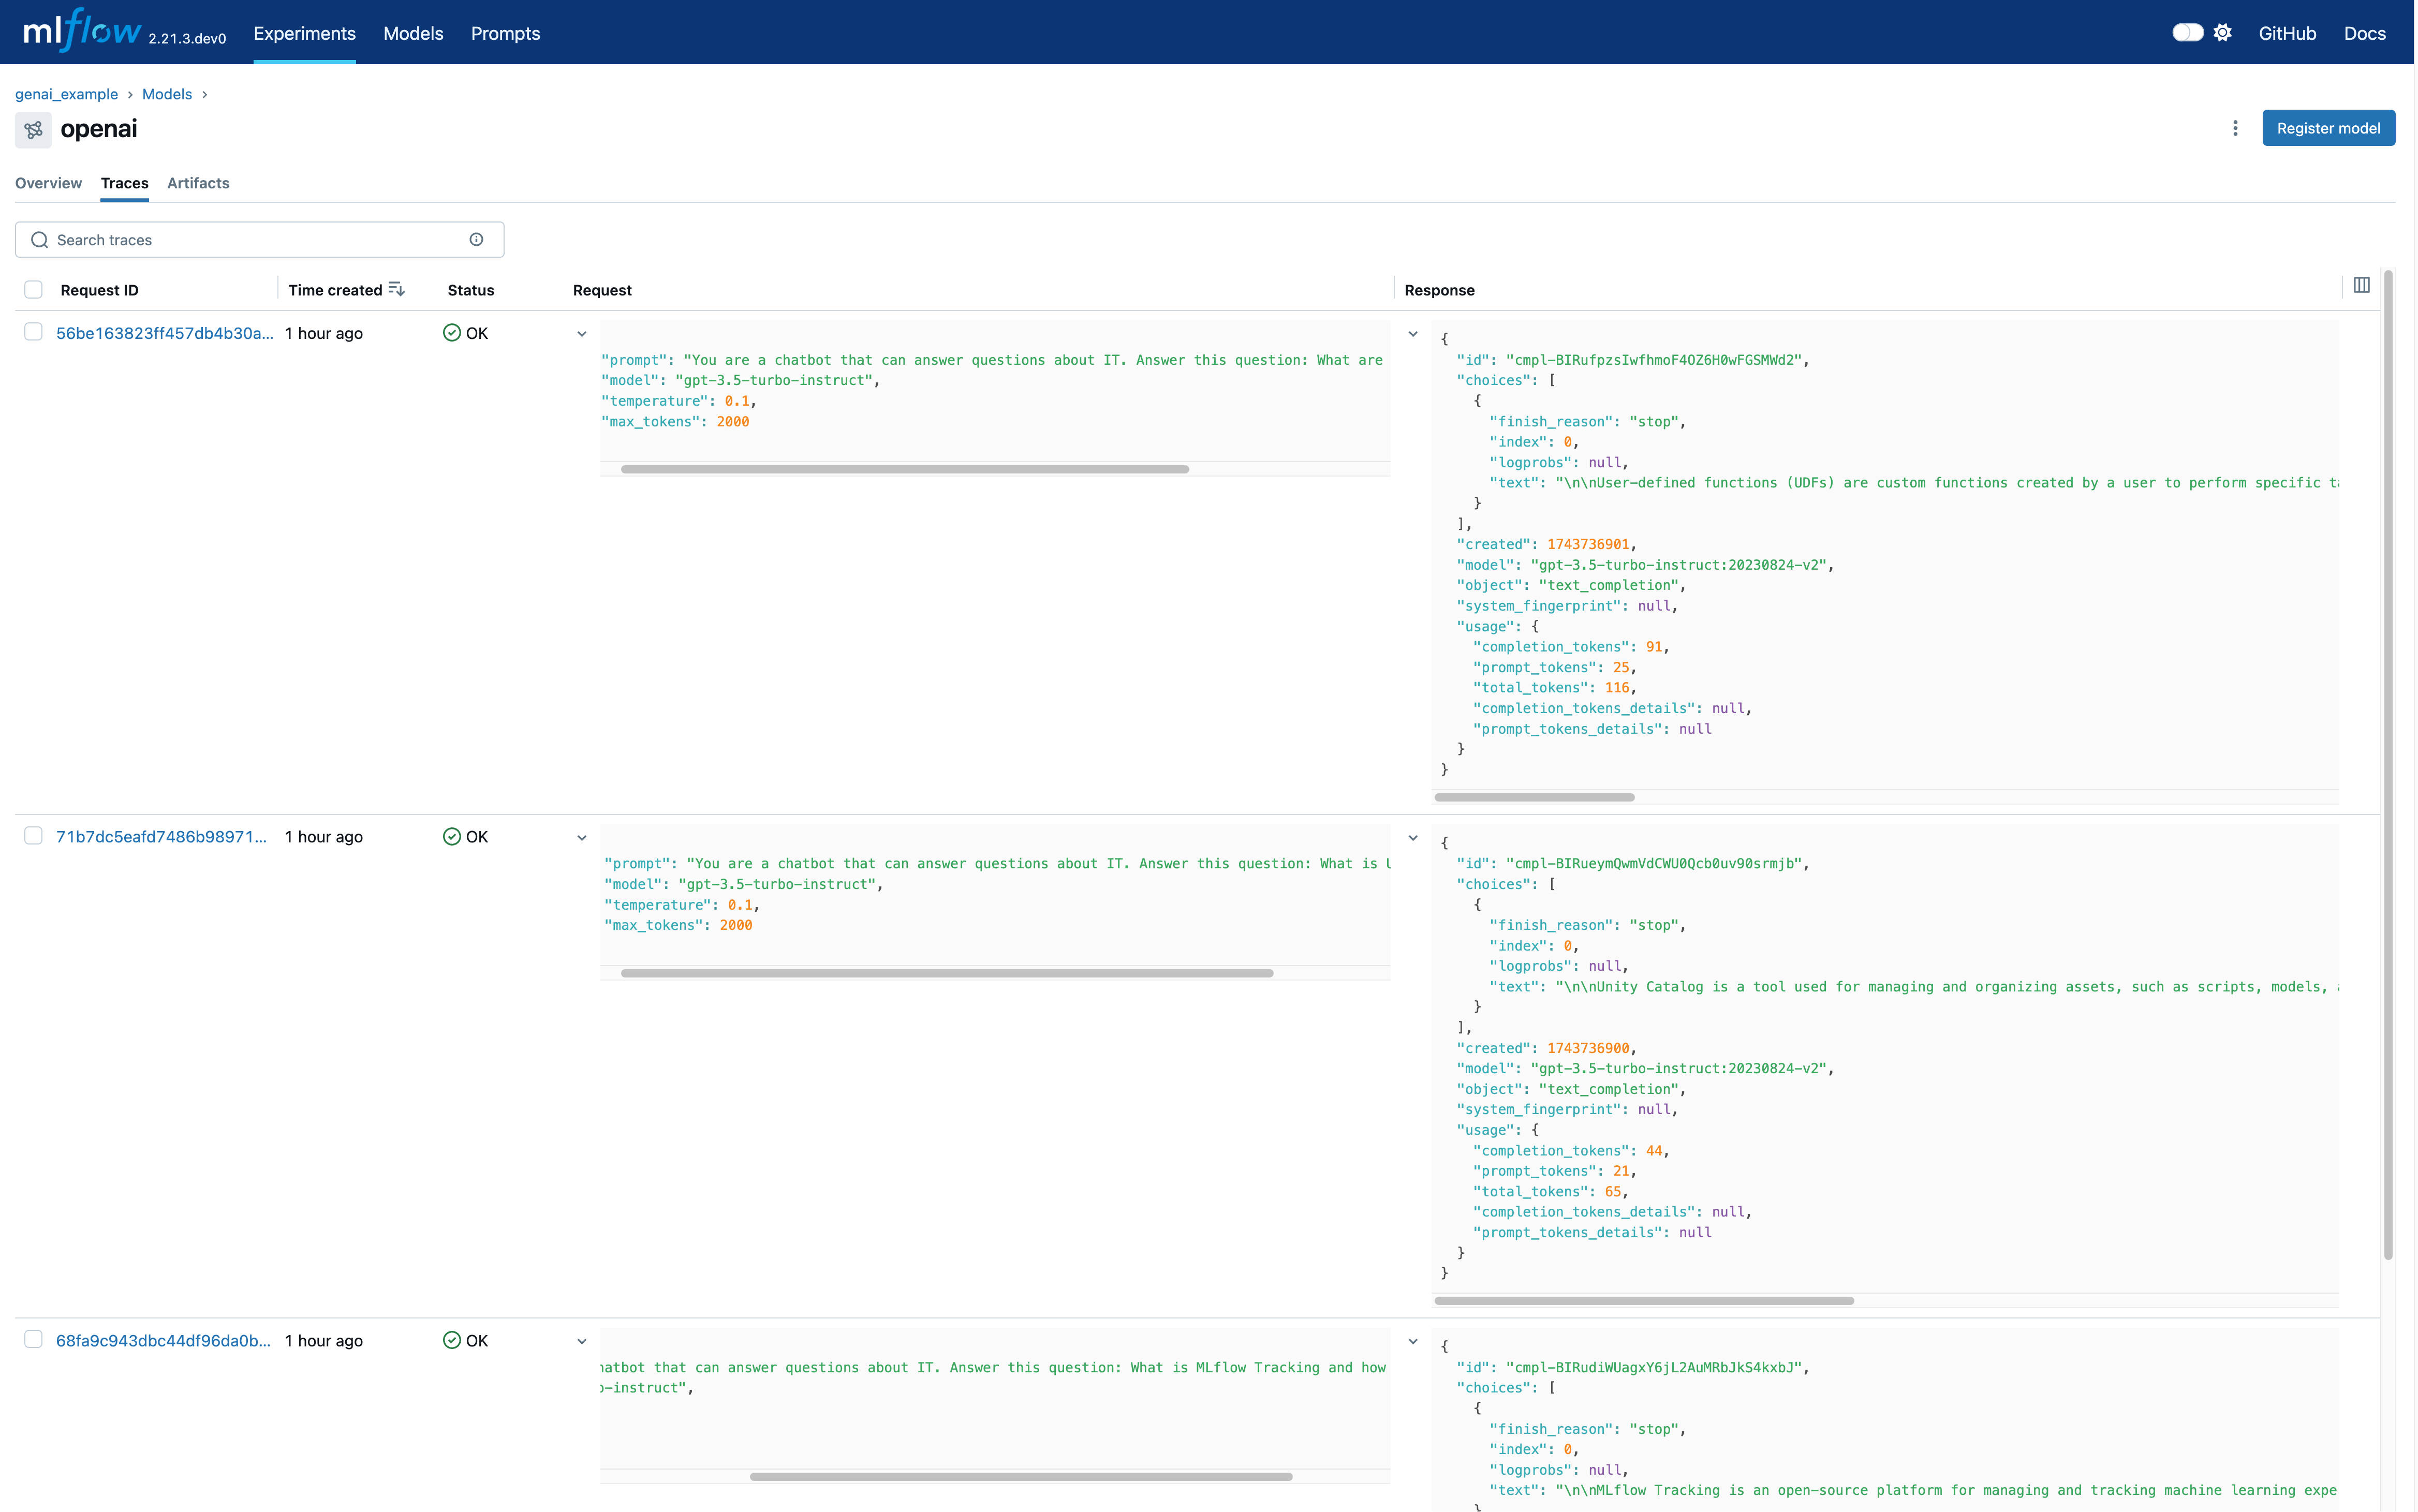 mlflow 2.21.3.dev0 Experiments Models Prompts GitHub Docs
genai_example › Models ›
openai
Register model
Overview Traces Artifacts
Search traces
Request ID Time created Status Request Response
56be163823ff457db4b30a... 1 hour ago OK
"prompt": "You are a chatbot that can answer questions about IT. Answer this question: What are
"model": "gpt-3.5-turbo-instruct",
"temperature": 0.1,
"max_tokens": 2000
{
"id": "cmpl-BIRufpzsIwfhmoF4OZ6H0wFGSMWd2",
"choices": [
{
"finish_reason": "stop",
"index": 0,
"logprobs": null,
"text": "\n\nUser-defined functions (UDFs) are custom functions created by a user to perform specific
}
],
"created": 1743736901,
"model": "gpt-3.5-turbo-instruct:20230824-v2",
"object": "text_completion",
"system_fingerprint": null,
"usage": {
"completion_tokens": 91,
"prompt_tokens": 25,
"total_tokens": 116,
"completion_tokens_details": null,
"prompt_tokens_details": null
}
}
71b7dc5eafd7486b98971... 1 hour ago OK
"prompt": "You are a chatbot that can answer questions about IT. Answer this question: What is
"model": "gpt-3.5-turbo-instruct",
"temperature": 0.1,
"max_tokens": 2000
{
"id": "cmpl-BIRueymQwmVdCWU0Qcb0uv90srmjb",
"choices": [
{
"finish_reason": "stop",
"index": 0,
"logprobs": null,
"text": "\n\nUnity Catalog is a tool used for managing and organizing assets, such as scripts, models,
}
],
"created": 1743736900,
"model": "gpt-3.5-turbo-instruct:20230824-v2",
"object": "text_completion",
"system_fingerprint": null,
"usage": {
"completion_tokens": 44,
"prompt_tokens": 21,
"total_tokens": 65,
"completion_tokens_details": null,
"prompt_tokens_details": null
}
}
68fa9c943dbc44df96da0b... 1 hour ago OK
hatbot that can answer questions about IT. Answer this question: What is MLflow Tracking and how
o-instruct",
{
"id": "cmpl-BIRudiWUagxY6jL2AuMRbJkS4kxbJ",
"choices": [
{
"finish_reason": "stop",
"index": 0,
"logprobs": null,
"text": "\n\nMLflow Tracking is an open-source platform for managing and tracking machine learning expe
}